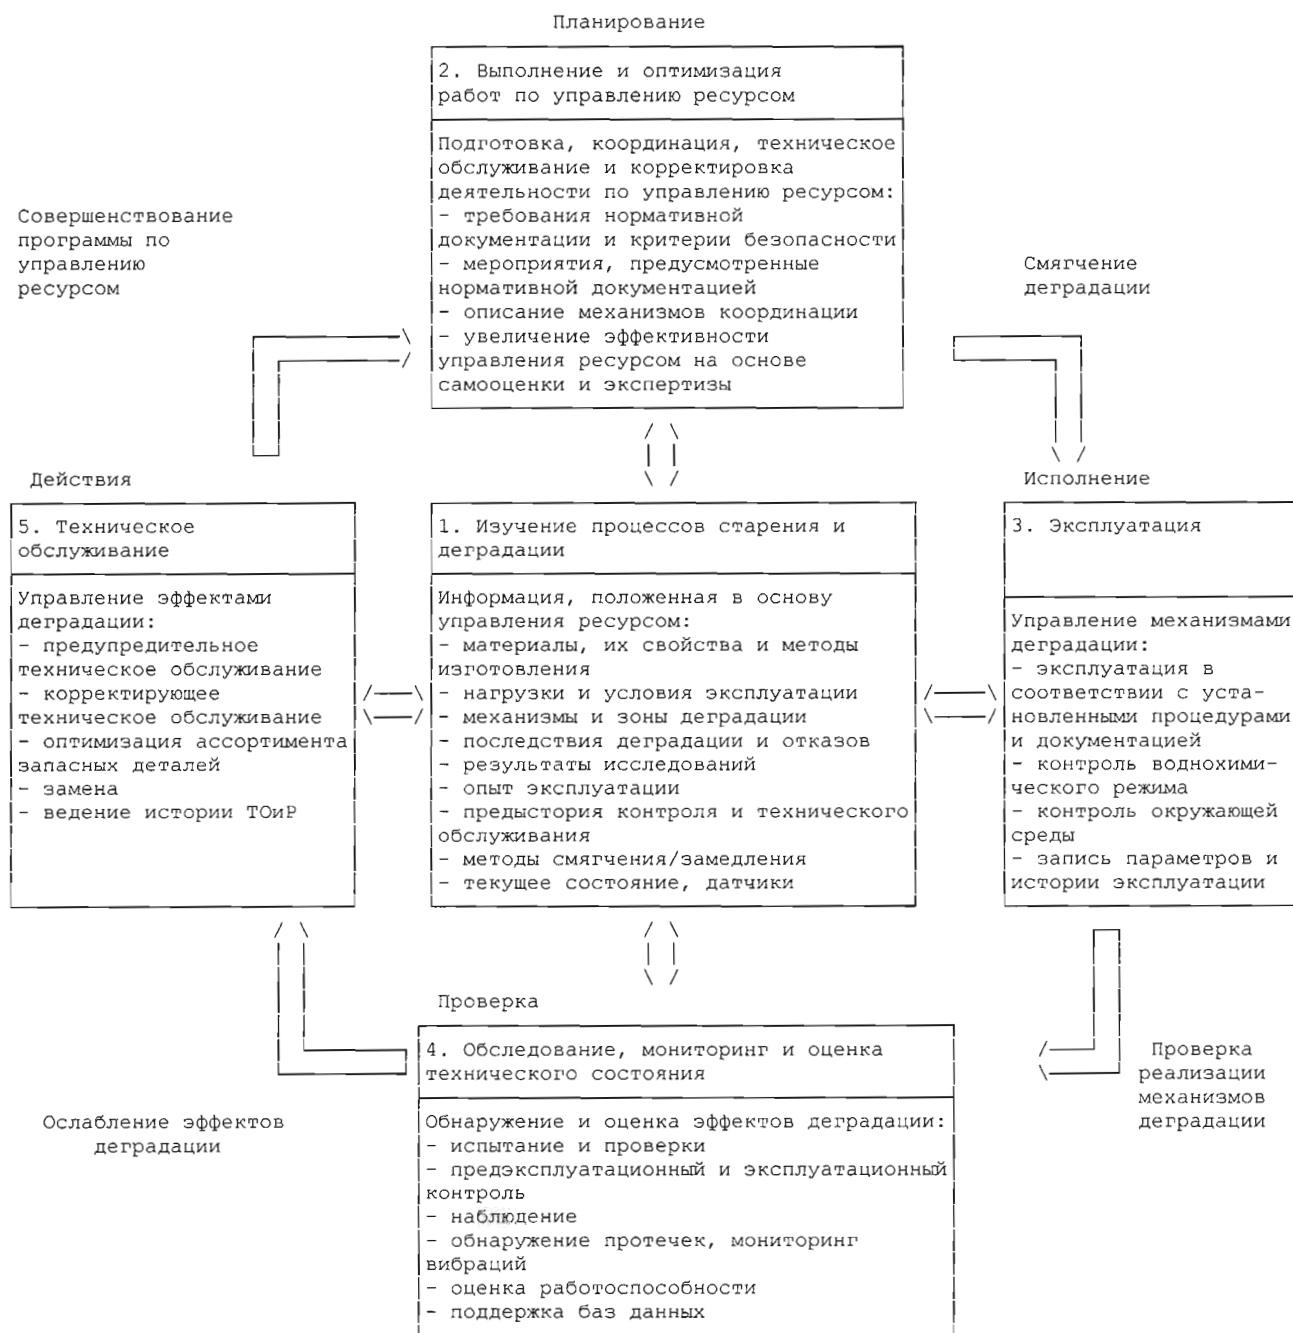 Планирование
2. Выполнение и оптимизация
работ по управлению ресурсом
Подготовка, координация, техническое
обслуживание и корректировка
деятельности по управлению ресурсом:
- требования нормативной
документации и критерии безопасности
- мероприятия, предусмотренные
нормативной документацией
- описание механизмов координации
- увеличение эффективности
управления ресурсом на основе
самооценки и экспертизы
Совершенствование
программы по
управлению
ресурсом
Смягчение
деградации
Действия
5. Техническое
обслуживание
Управление эффектами
деградации:
- предупредительное
техническое обслуживание
- корректирующее
техническое обслуживание
- оптимизация ассортимента
запасных деталей
- замена
- ведение истории ТОиР
1. Изучение процессов старения и
деградации
Информация, положенная в основу
управления ресурсом:
- материалы, их свойства и методы
изготовления
- нагрузки и условия эксплуатации
- механизмы и зоны деградации
- последствия деградации и отказов
- результаты исследований
- опыт эксплуатации
- предыстория контроля и технического
обслуживания
- методы смягчения/замедления
- текущее состояние, датчики
Исполнение
3. Эксплуатация
Управление механизмами
деградации:
- эксплуатация в
соответствии с уста-
новленными процедурами
и документацией
- контроль воднохими-
ческого режима
- контроль окружающей
среды
- запись параметров и
истории эксплуатации
Проверка
4. Обследование, мониторинг и оценка
технического состояния
Обнаружение и оценка эффектов деградации:
- испытание и проверки
- предэксплуатационный и эксплуатационный
контроль
- наблюдение
- обнаружение протечек, мониторинг
вибраций
- оценка работоспособности
- поддержка баз данных
Ослабление эффектов
деградации
Проверка
реализации
механизмов
деградации